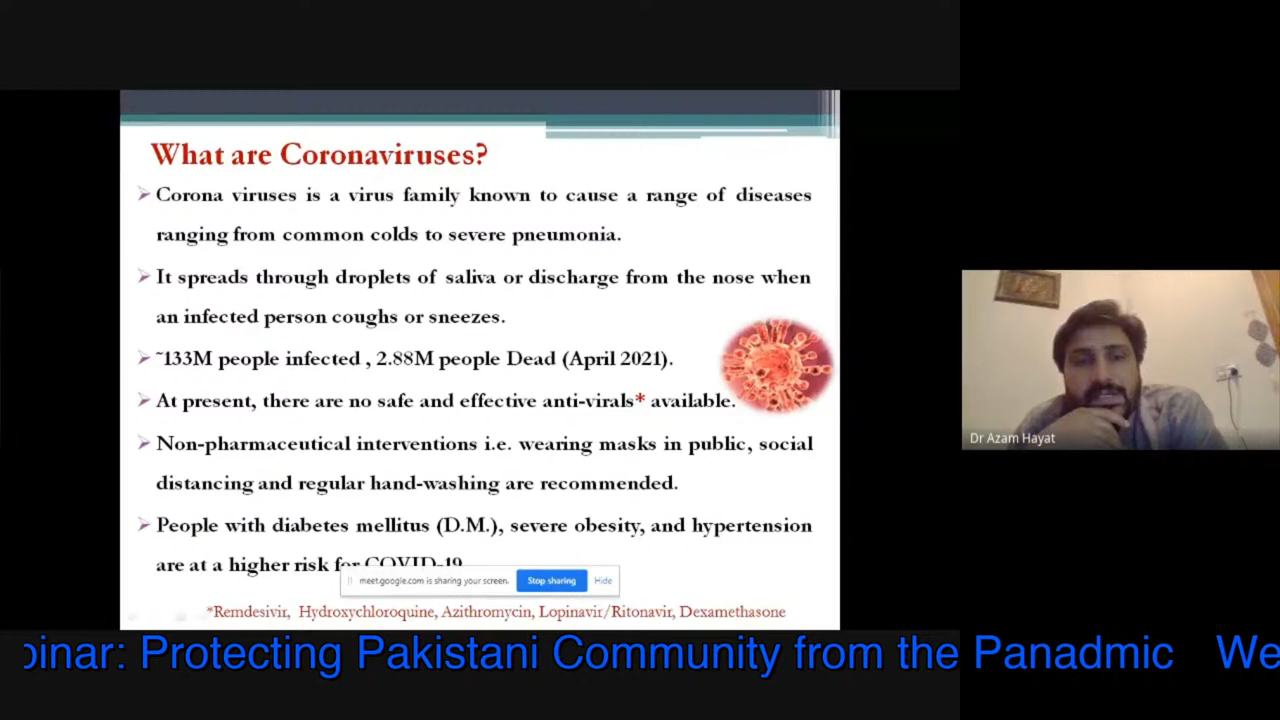 What are Coronaviruses?
Corona viruses is a virus family known to cause a range of diseases
ranging from common colds to severe pneumonia.
It spreads through droplets of saliva or discharge from the nose when
an infected person coughs or sneezes.
~133M people infected , 2.88M people Dead (April 2021).
At present, there are no safe and effective anti-virals* available.
Non-pharmaceutical interventions i.e. wearing masks in public, social
distancing and regular hand-washing are recommended.
People with diabetes mellitus (D.M.), severe obesity, and hypertension
are at a higher risk for COVID-19
meet.google.com is sharing your screen. Stop sharing Hide
*Remdesivir, Hydroxychloroquine, Azithromycin, Lopinavir/Ritonavir, Dexamethasone
Dr Azam Hayat
binar: Protecting Pakistani Community from the Panadmic We